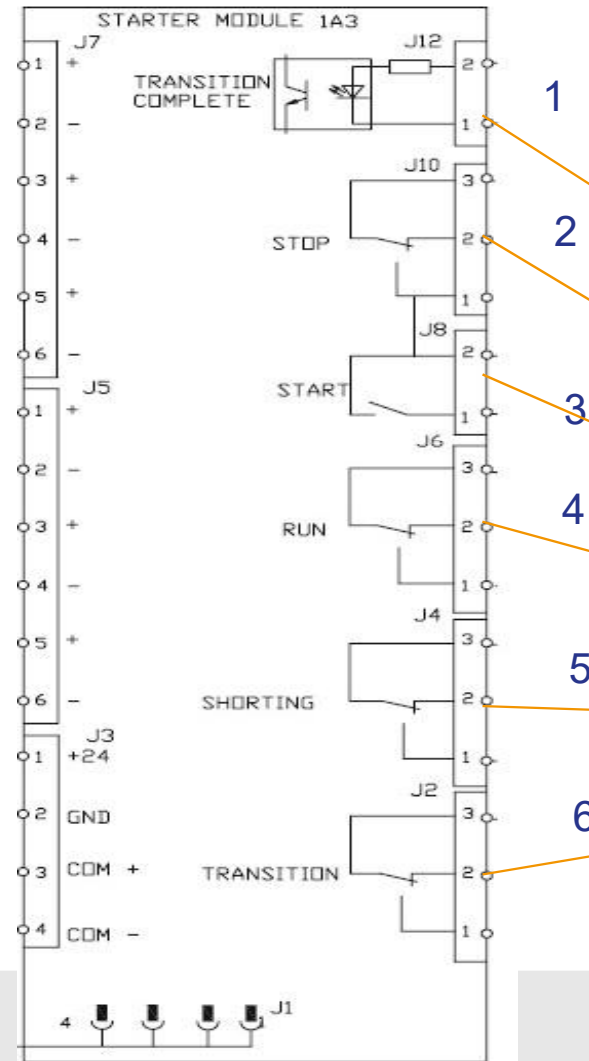 STARTER MODULE 1A3
J7
1 +
2 -
3 +
4 -
5 +
6 -
J5
1 +
2 -
3 +
4 -
5 +
6 -
J3
1 +24
2 GND
3 COM +
4 COM -
4
1
J1
TRANSITION
COMPLETE
J12
2
1
STOP
J10
3
2
1
START
J8
2
1
RUN
J6
3
2
1
SHORTING
J4
3
2
1
TRANSITION
J2
3
2
1
1
2
3
4
5
6